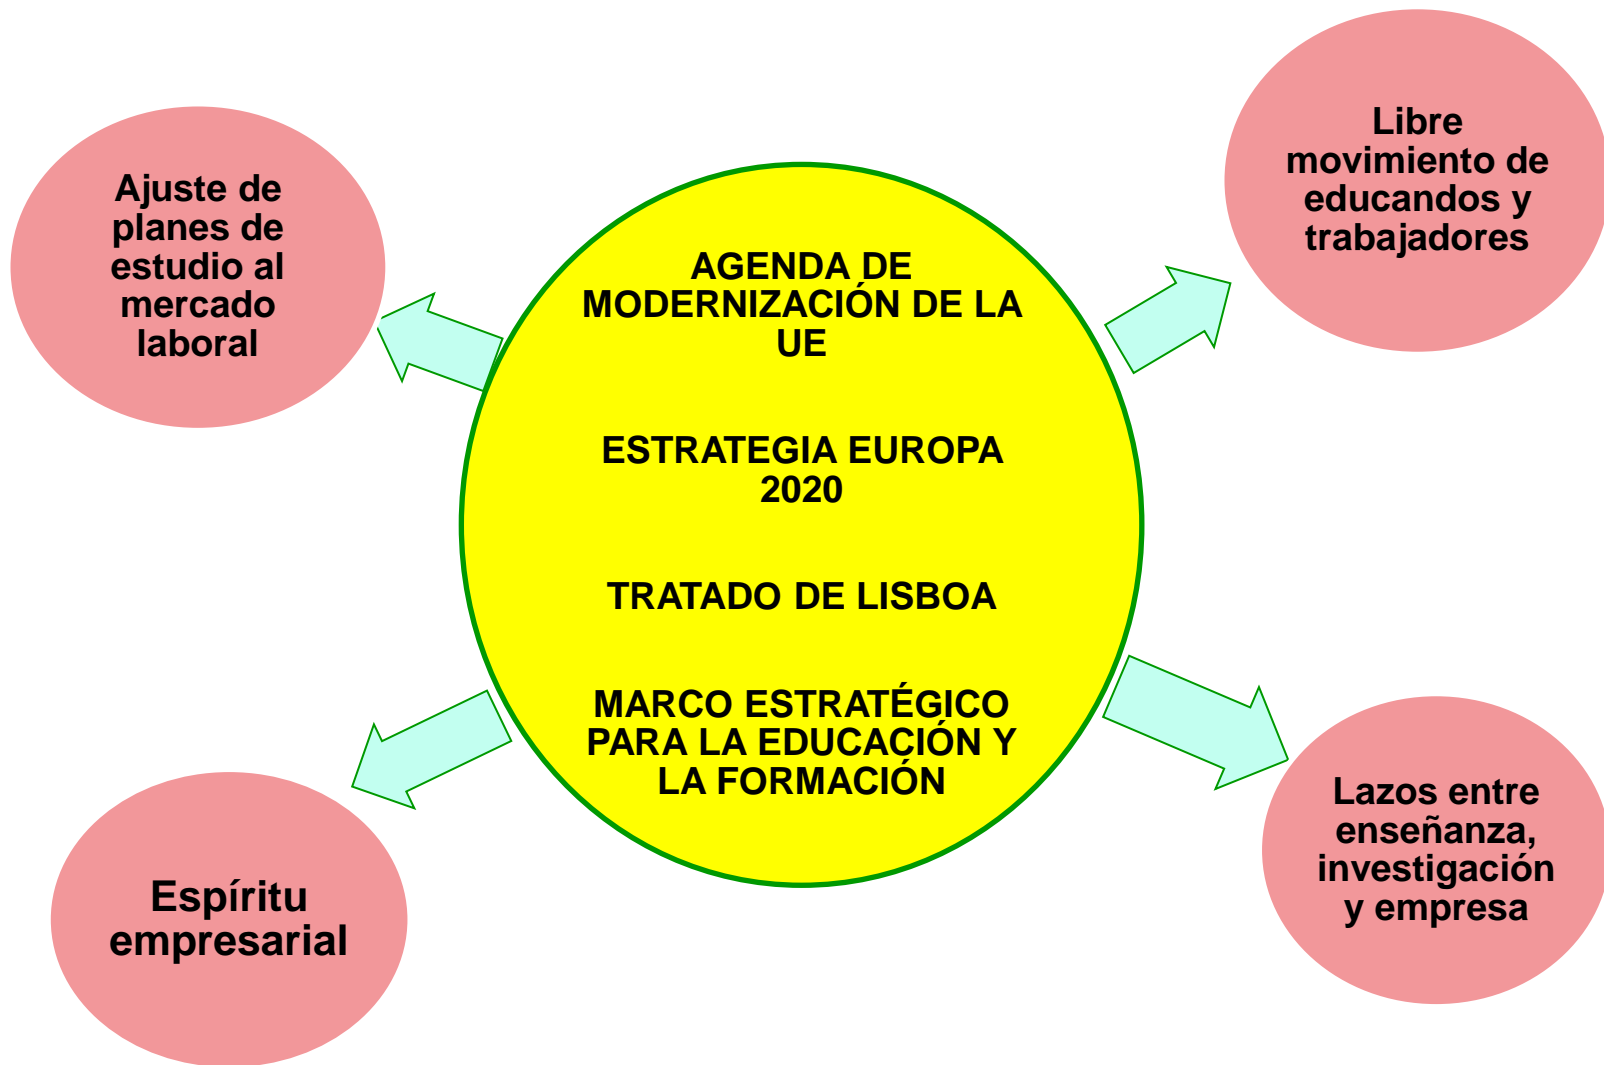 Ajuste de
planes de
estudio al
mercado
laboral
Libre
movimiento de
educandos y
trabajadores
AGENDA DE
MODERNIZACIÓN DE LA
UE
ESTRATEGIA EUROPA
2020
TRATADO DE LISBOA
MARCO ESTRATÉGICO
PARA LA EDUCACIÓN Y
LA FORMACIÓN
Espíritu
empresarial
Lazos entre
enseñanza,
investigación
y empresa